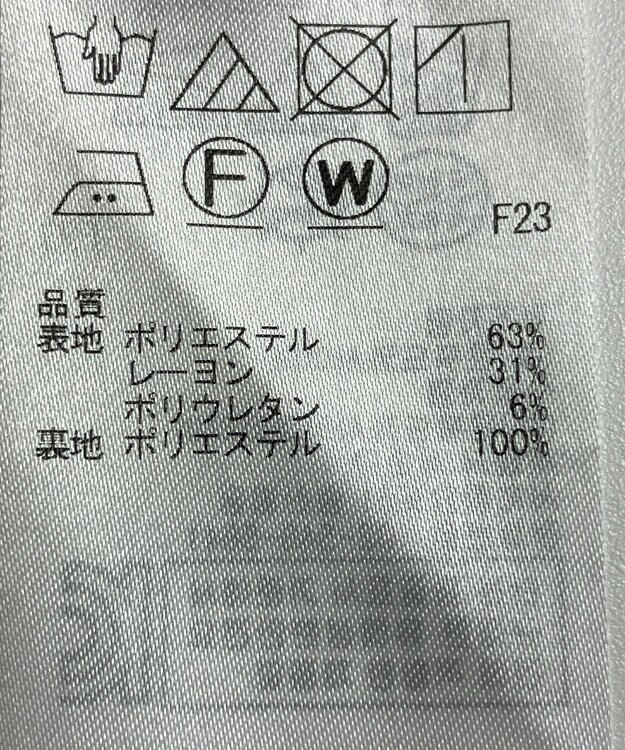 F W
F23
品質
表地 ポリエステル 63%
レーヨン 31%
ポリウレタン 6%
裏地 ポリエステル 100%